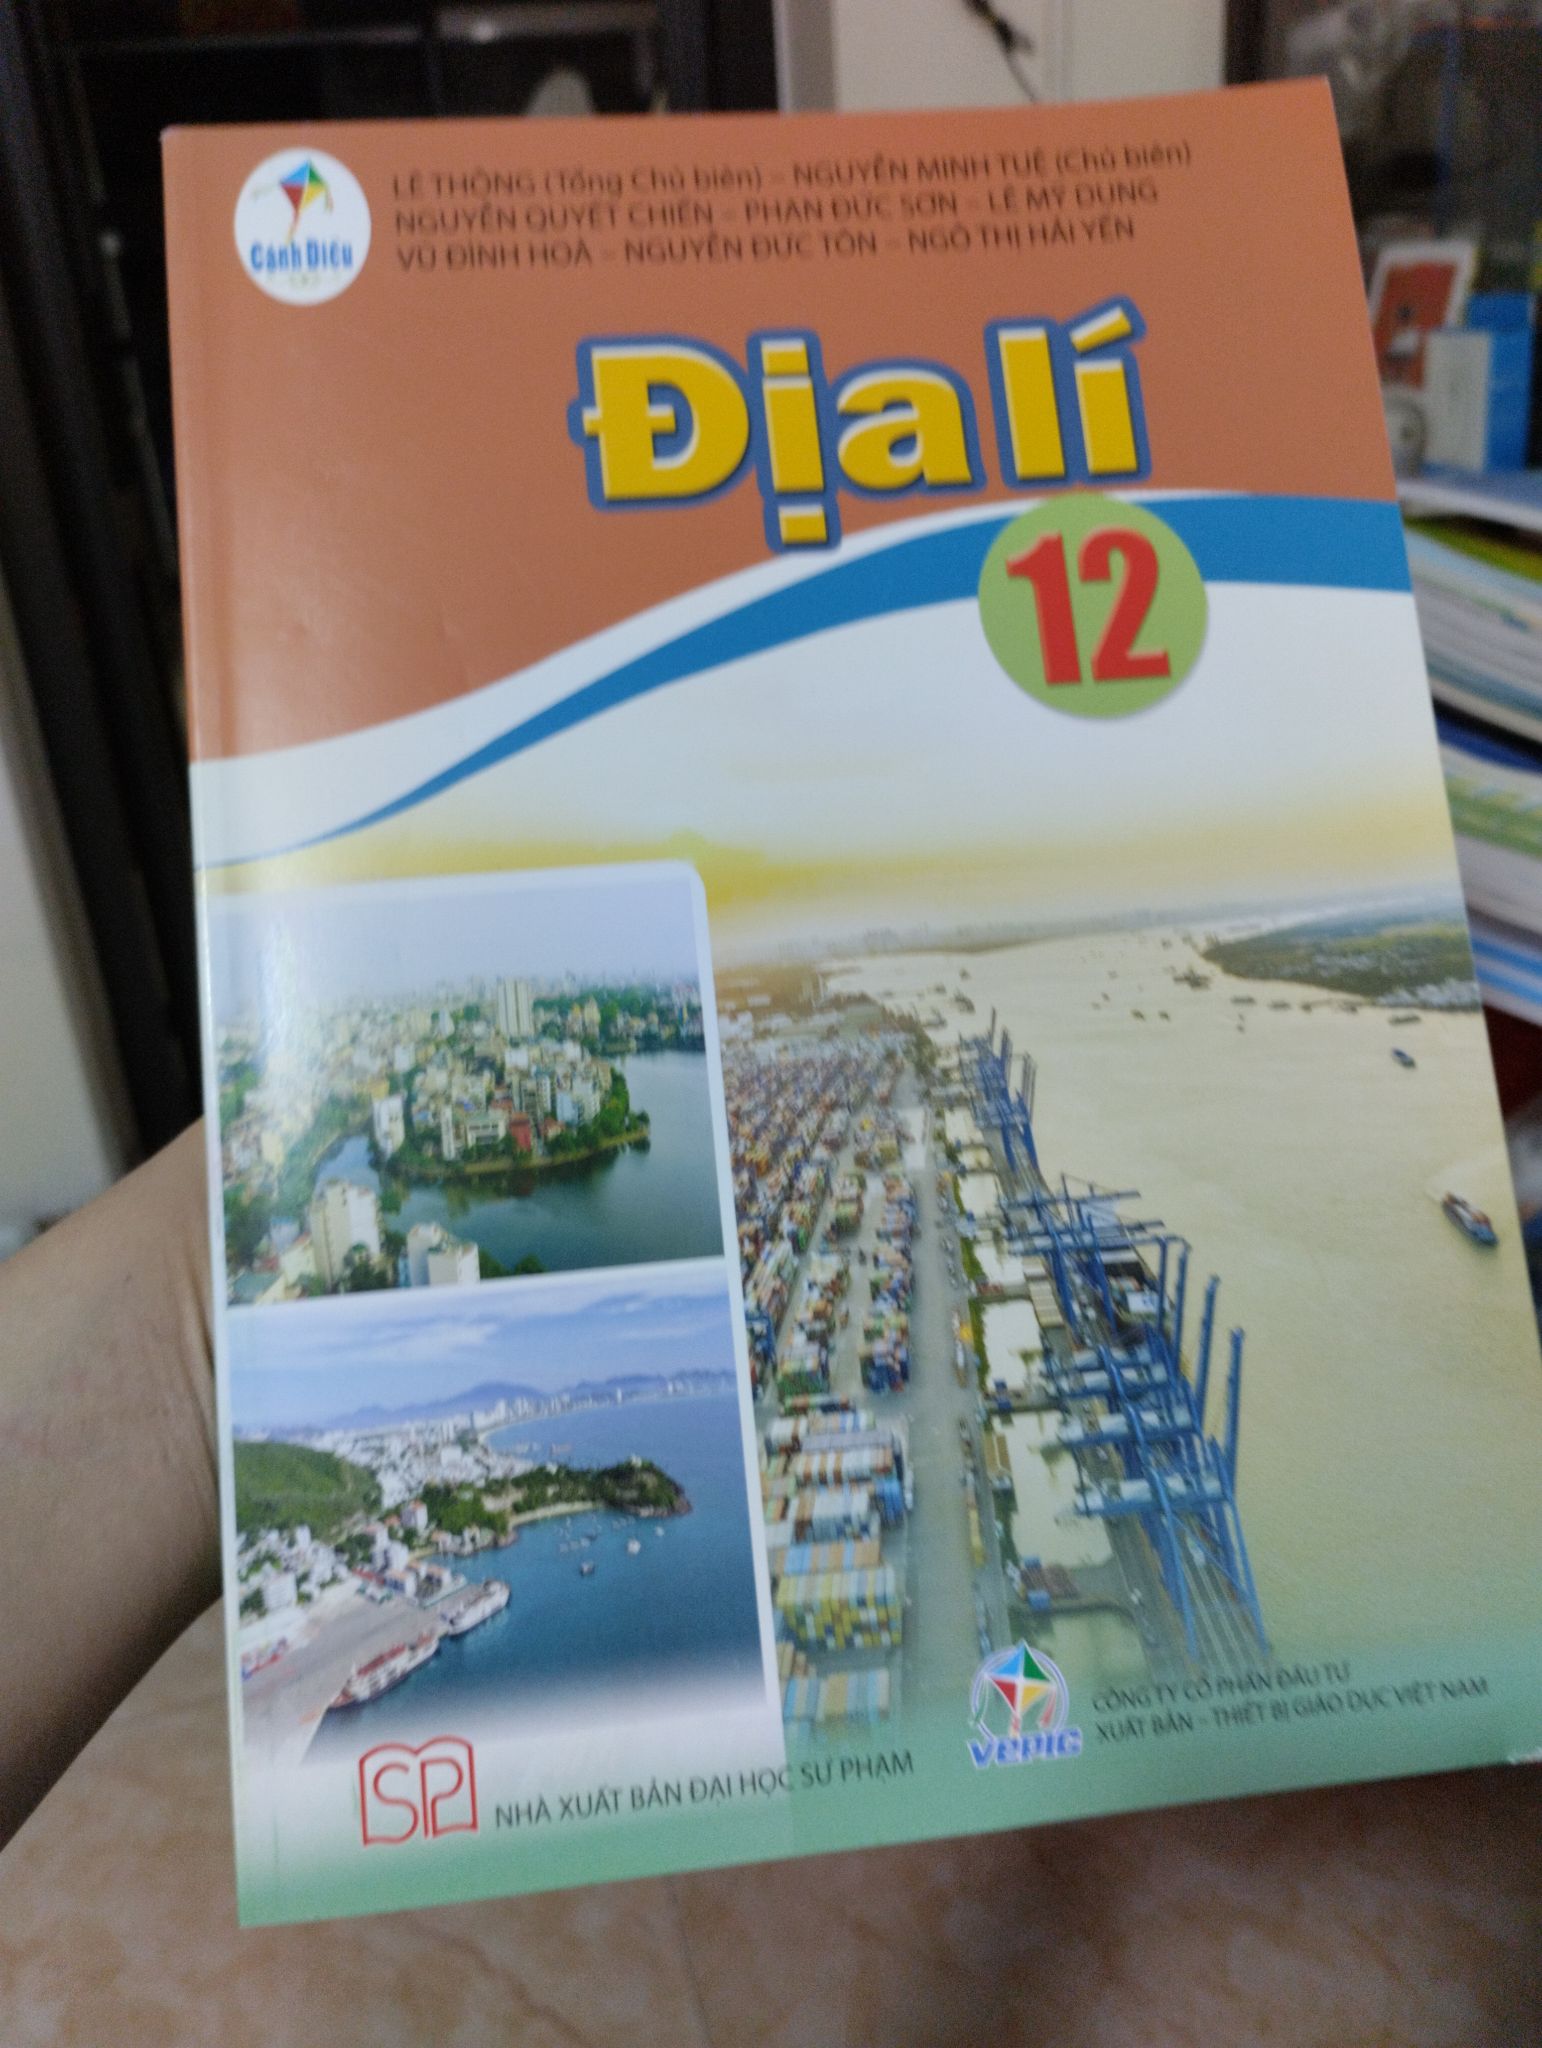 Cánh Diều
LÊ THÔNG (Tổng Chủ biên) – NGUYỄN MINH TUỆ (Chủ biên)
NGUYỄN QUYẾT CHIẾN – PHAN ĐỨC SƠN – LÊ MỸ DUNG
VŨ ĐÌNH HOÀ – NGUYỄN ĐỨC TÔN – NGÔ THỊ HẢI YẾN
Địa lí
12
SP
NHÀ XUẤT BẢN ĐẠI HỌC SƯ PHẠM
VEPIC
CÔNG TY CỔ PHẦN ĐẦU TƯ
XUẤT BẢN – THIẾT BỊ GIÁO DỤC VIỆT NAM